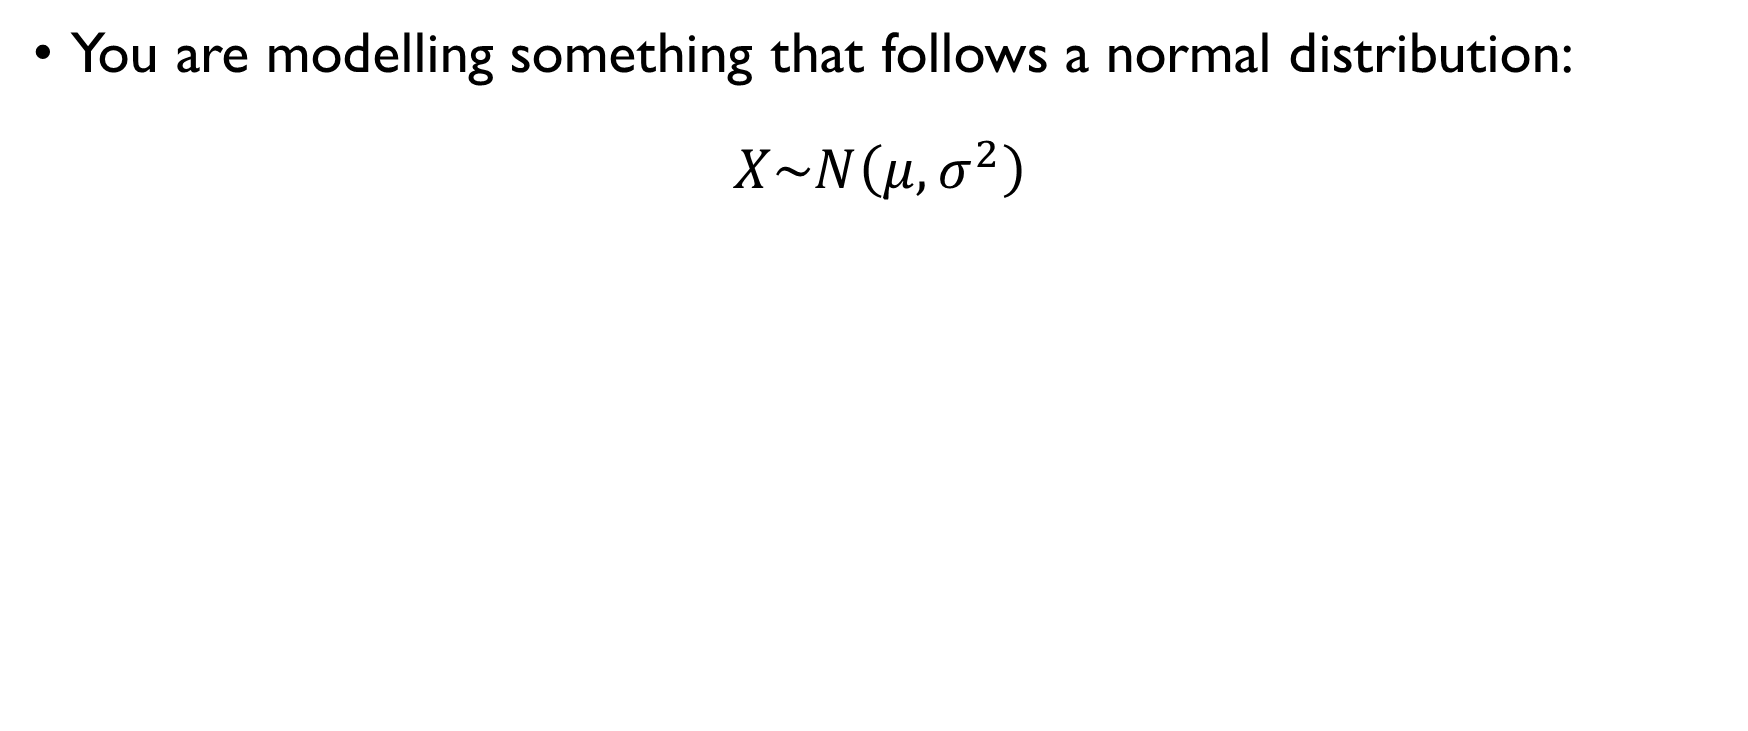 • You are modelling something that follows a normal distribution:
X~N(μ, σ²)